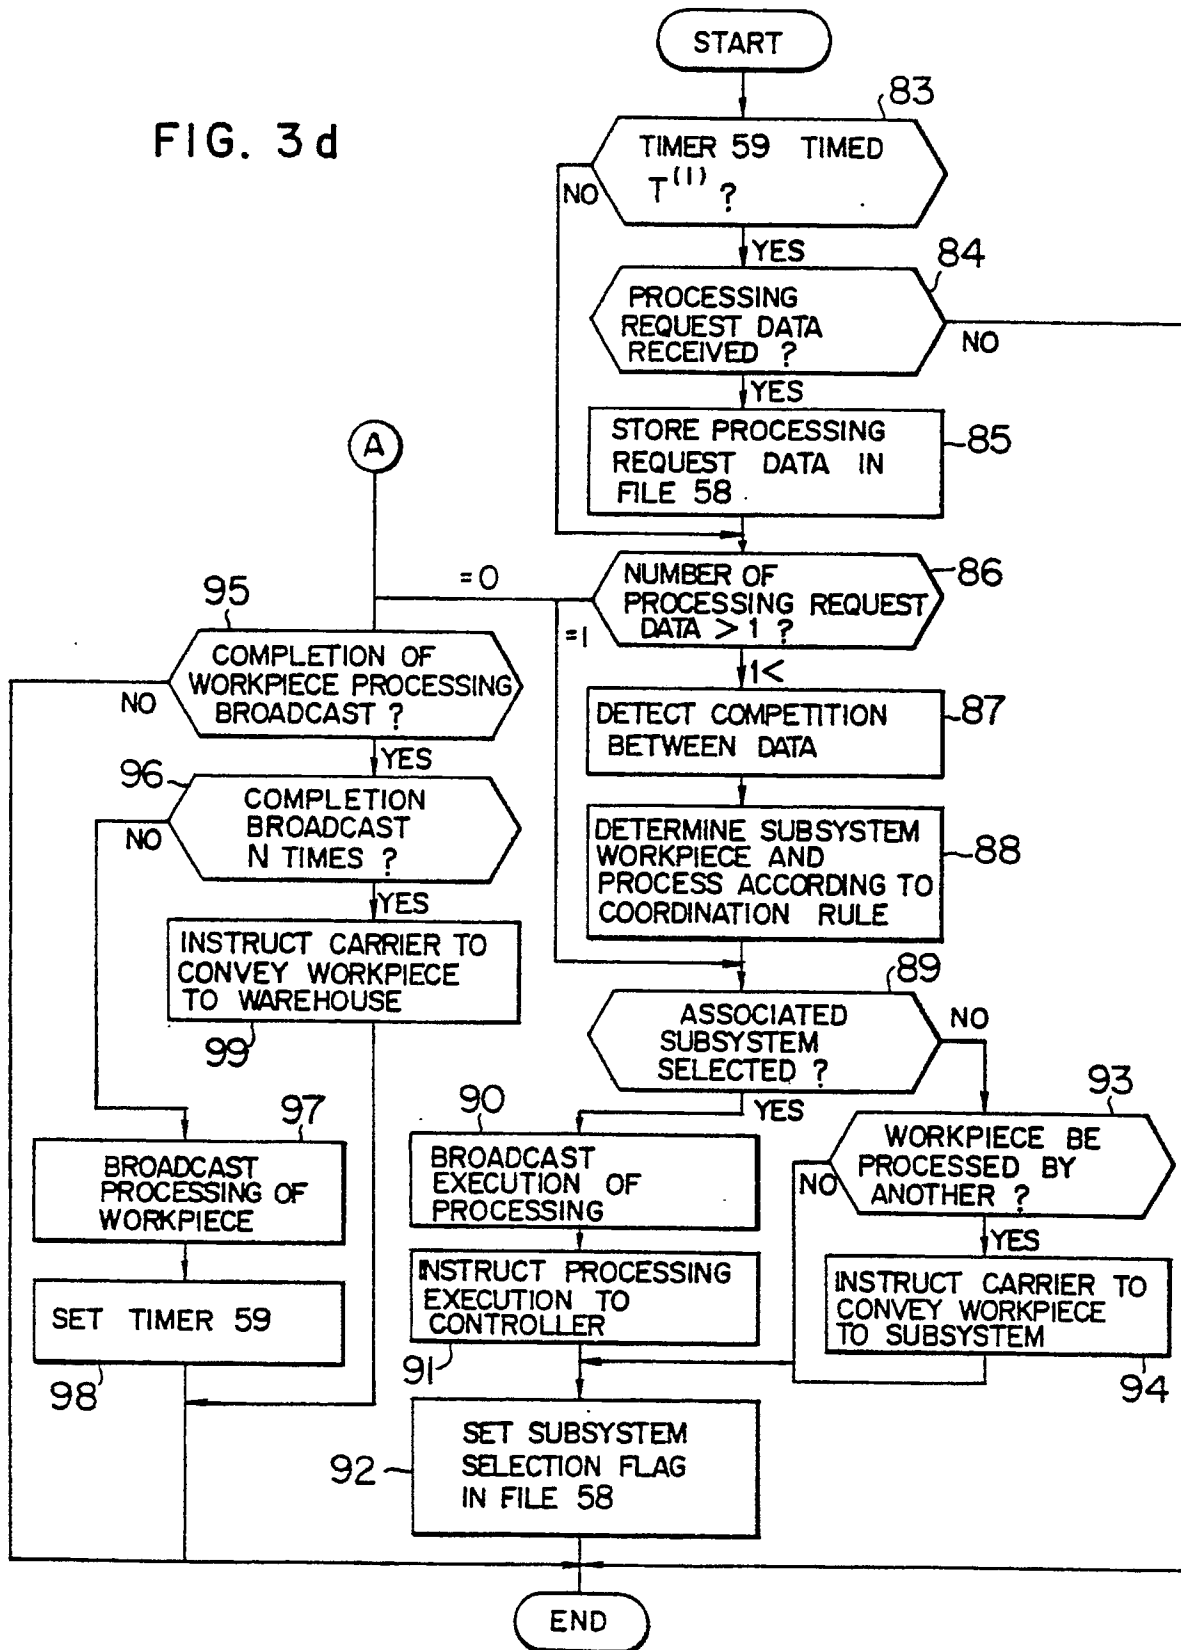 FIG. 3d
START
83
TIMER 59 TIMED
T(1) ?
NO
YES
84
PROCESSING
REQUEST DATA
RECEIVED ?
NO
YES
STORE PROCESSING
REQUEST DATA IN
FILE 58
85
A
NUMBER OF
PROCESSING REQUEST
DATA > 1 ?
86
=0
=1
1<
95
COMPLETION OF
WORKPIECE PROCESSING
BROADCAST ?
NO
YES
DETECT COMPETITION
BETWEEN DATA
87
96
COMPLETION
BROADCAST
N TIMES ?
NO
YES
DETERMINE SUBSYSTEM
WORKPIECE AND
PROCESS ACCORDING TO
COORDINATION RULE
88
INSTRUCT CARRIER TO
CONVEY WORKPIECE
TO WAREHOUSE
99
89
ASSOCIATED
SUBSYSTEM
SELECTED ?
NO
YES
93
WORKPIECE BE
PROCESSED BY
ANOTHER ?
NO
YES
90
BROADCAST
EXECUTION OF
PROCESSING
97
BROADCAST
PROCESSING OF
WORKPIECE
INSTRUCT PROCESSING
EXECUTION TO
CONTROLLER
91
INSTRUCT CARRIER TO
CONVEY WORKPIECE
TO SUBSYSTEM
94
SET TIMER 59
98
92
SET SUBSYSTEM
SELECTION FLAG
IN FILE 58
END